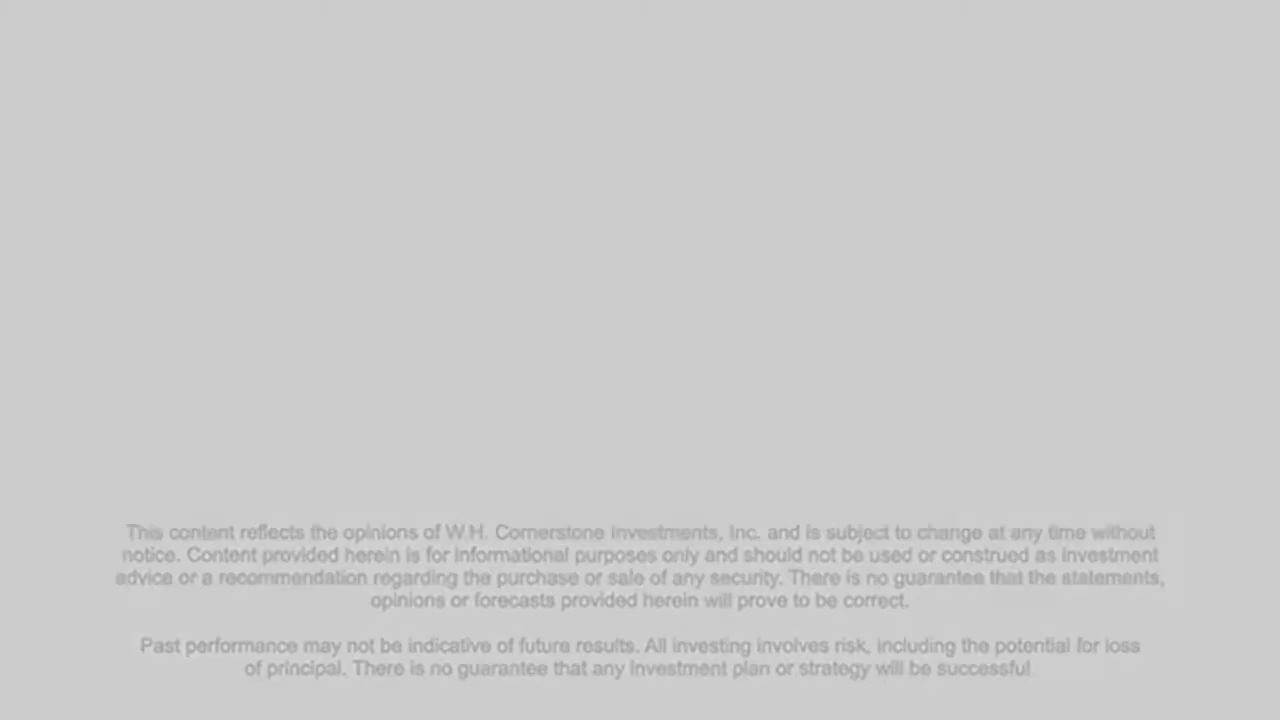 This content reflects the opinions of W.H. Cornerstone Investments, Inc. and is subject to change at any time without
notice. Content provided herein is for informational purposes only and should not be used or construed as investment
advice or a recommendation regarding the purchase or sale of any security. There is no guarantee that the statements,
opinions or forecasts provided herein will prove to be correct.
Past performance may not be indicative of future results. All investing involves risk, including the potential for loss
of principal. There is no guarantee that any investment plan or strategy will be successful.